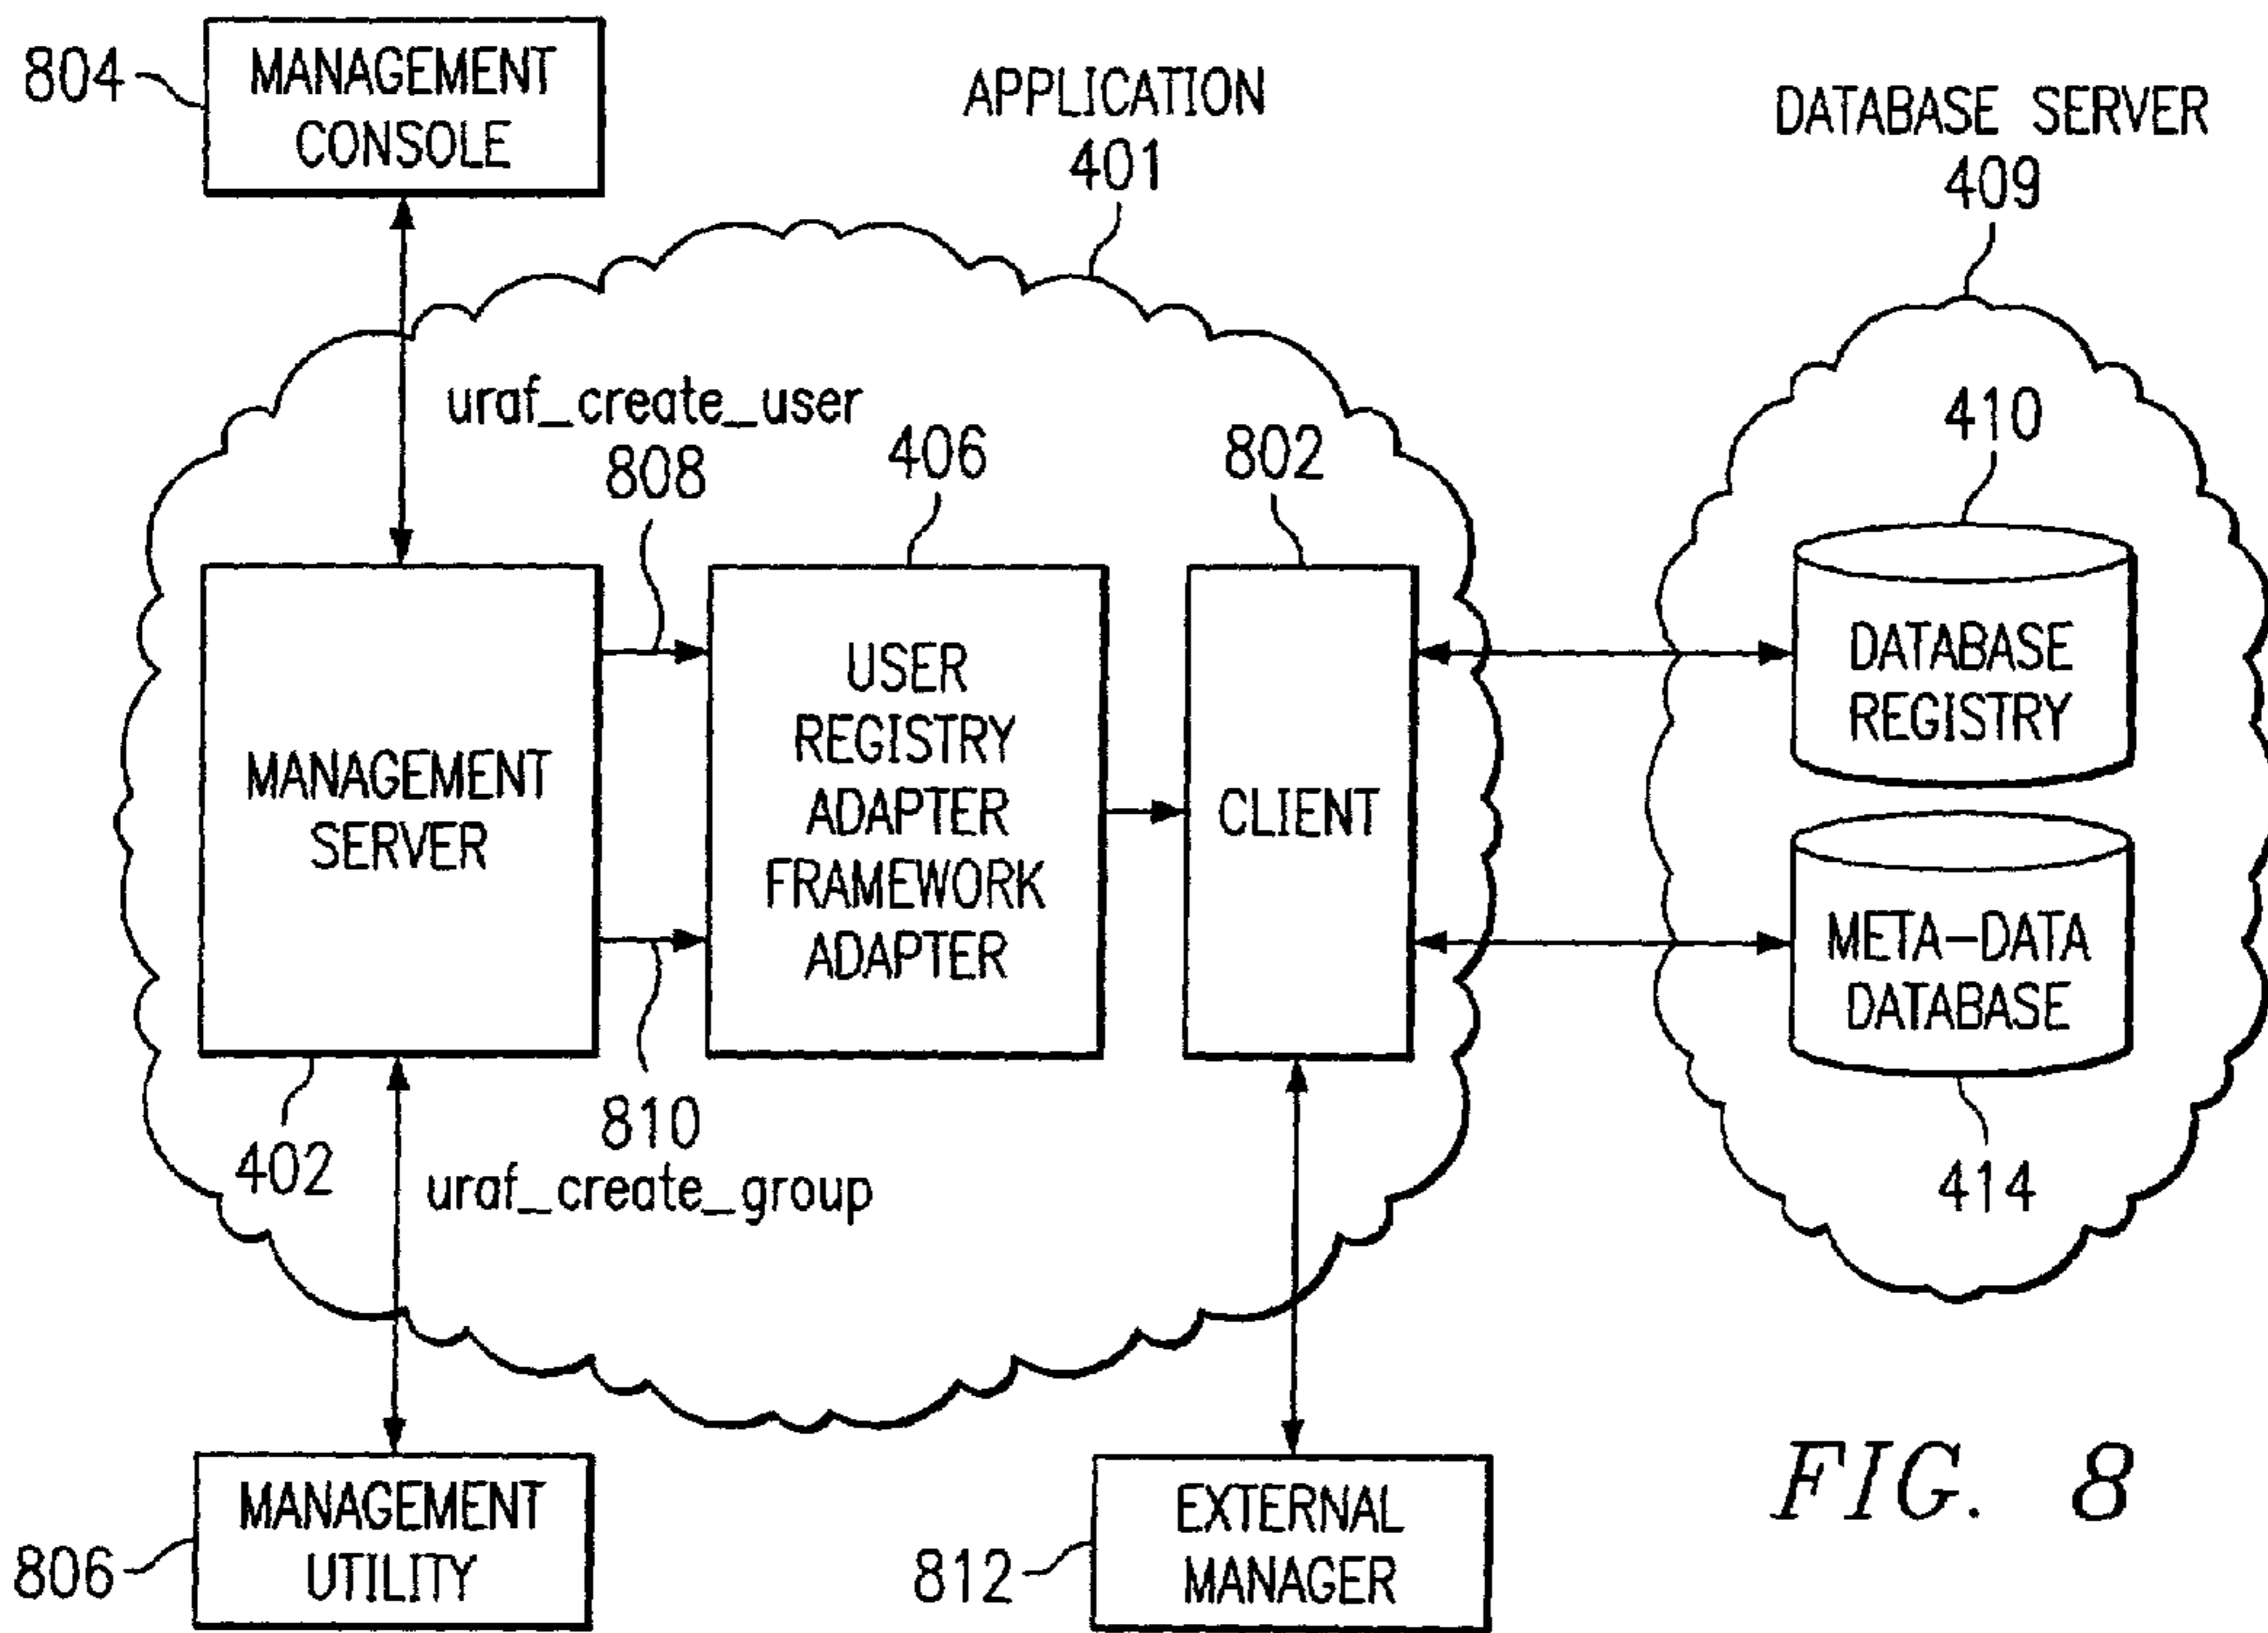 804
MANAGEMENT
CONSOLE
APPLICATION
401
DATABASE SERVER
409
uraf_create_user
808
406
802
410
MANAGEMENT
SERVER
USER
REGISTRY
ADAPTER
FRAMEWORK
ADAPTER
CLIENT
DATABASE
REGISTRY
META-DATA
DATABASE
402
810
uraf_create_group
414
806
MANAGEMENT
UTILITY
812
EXTERNAL
MANAGER
FIG. 8